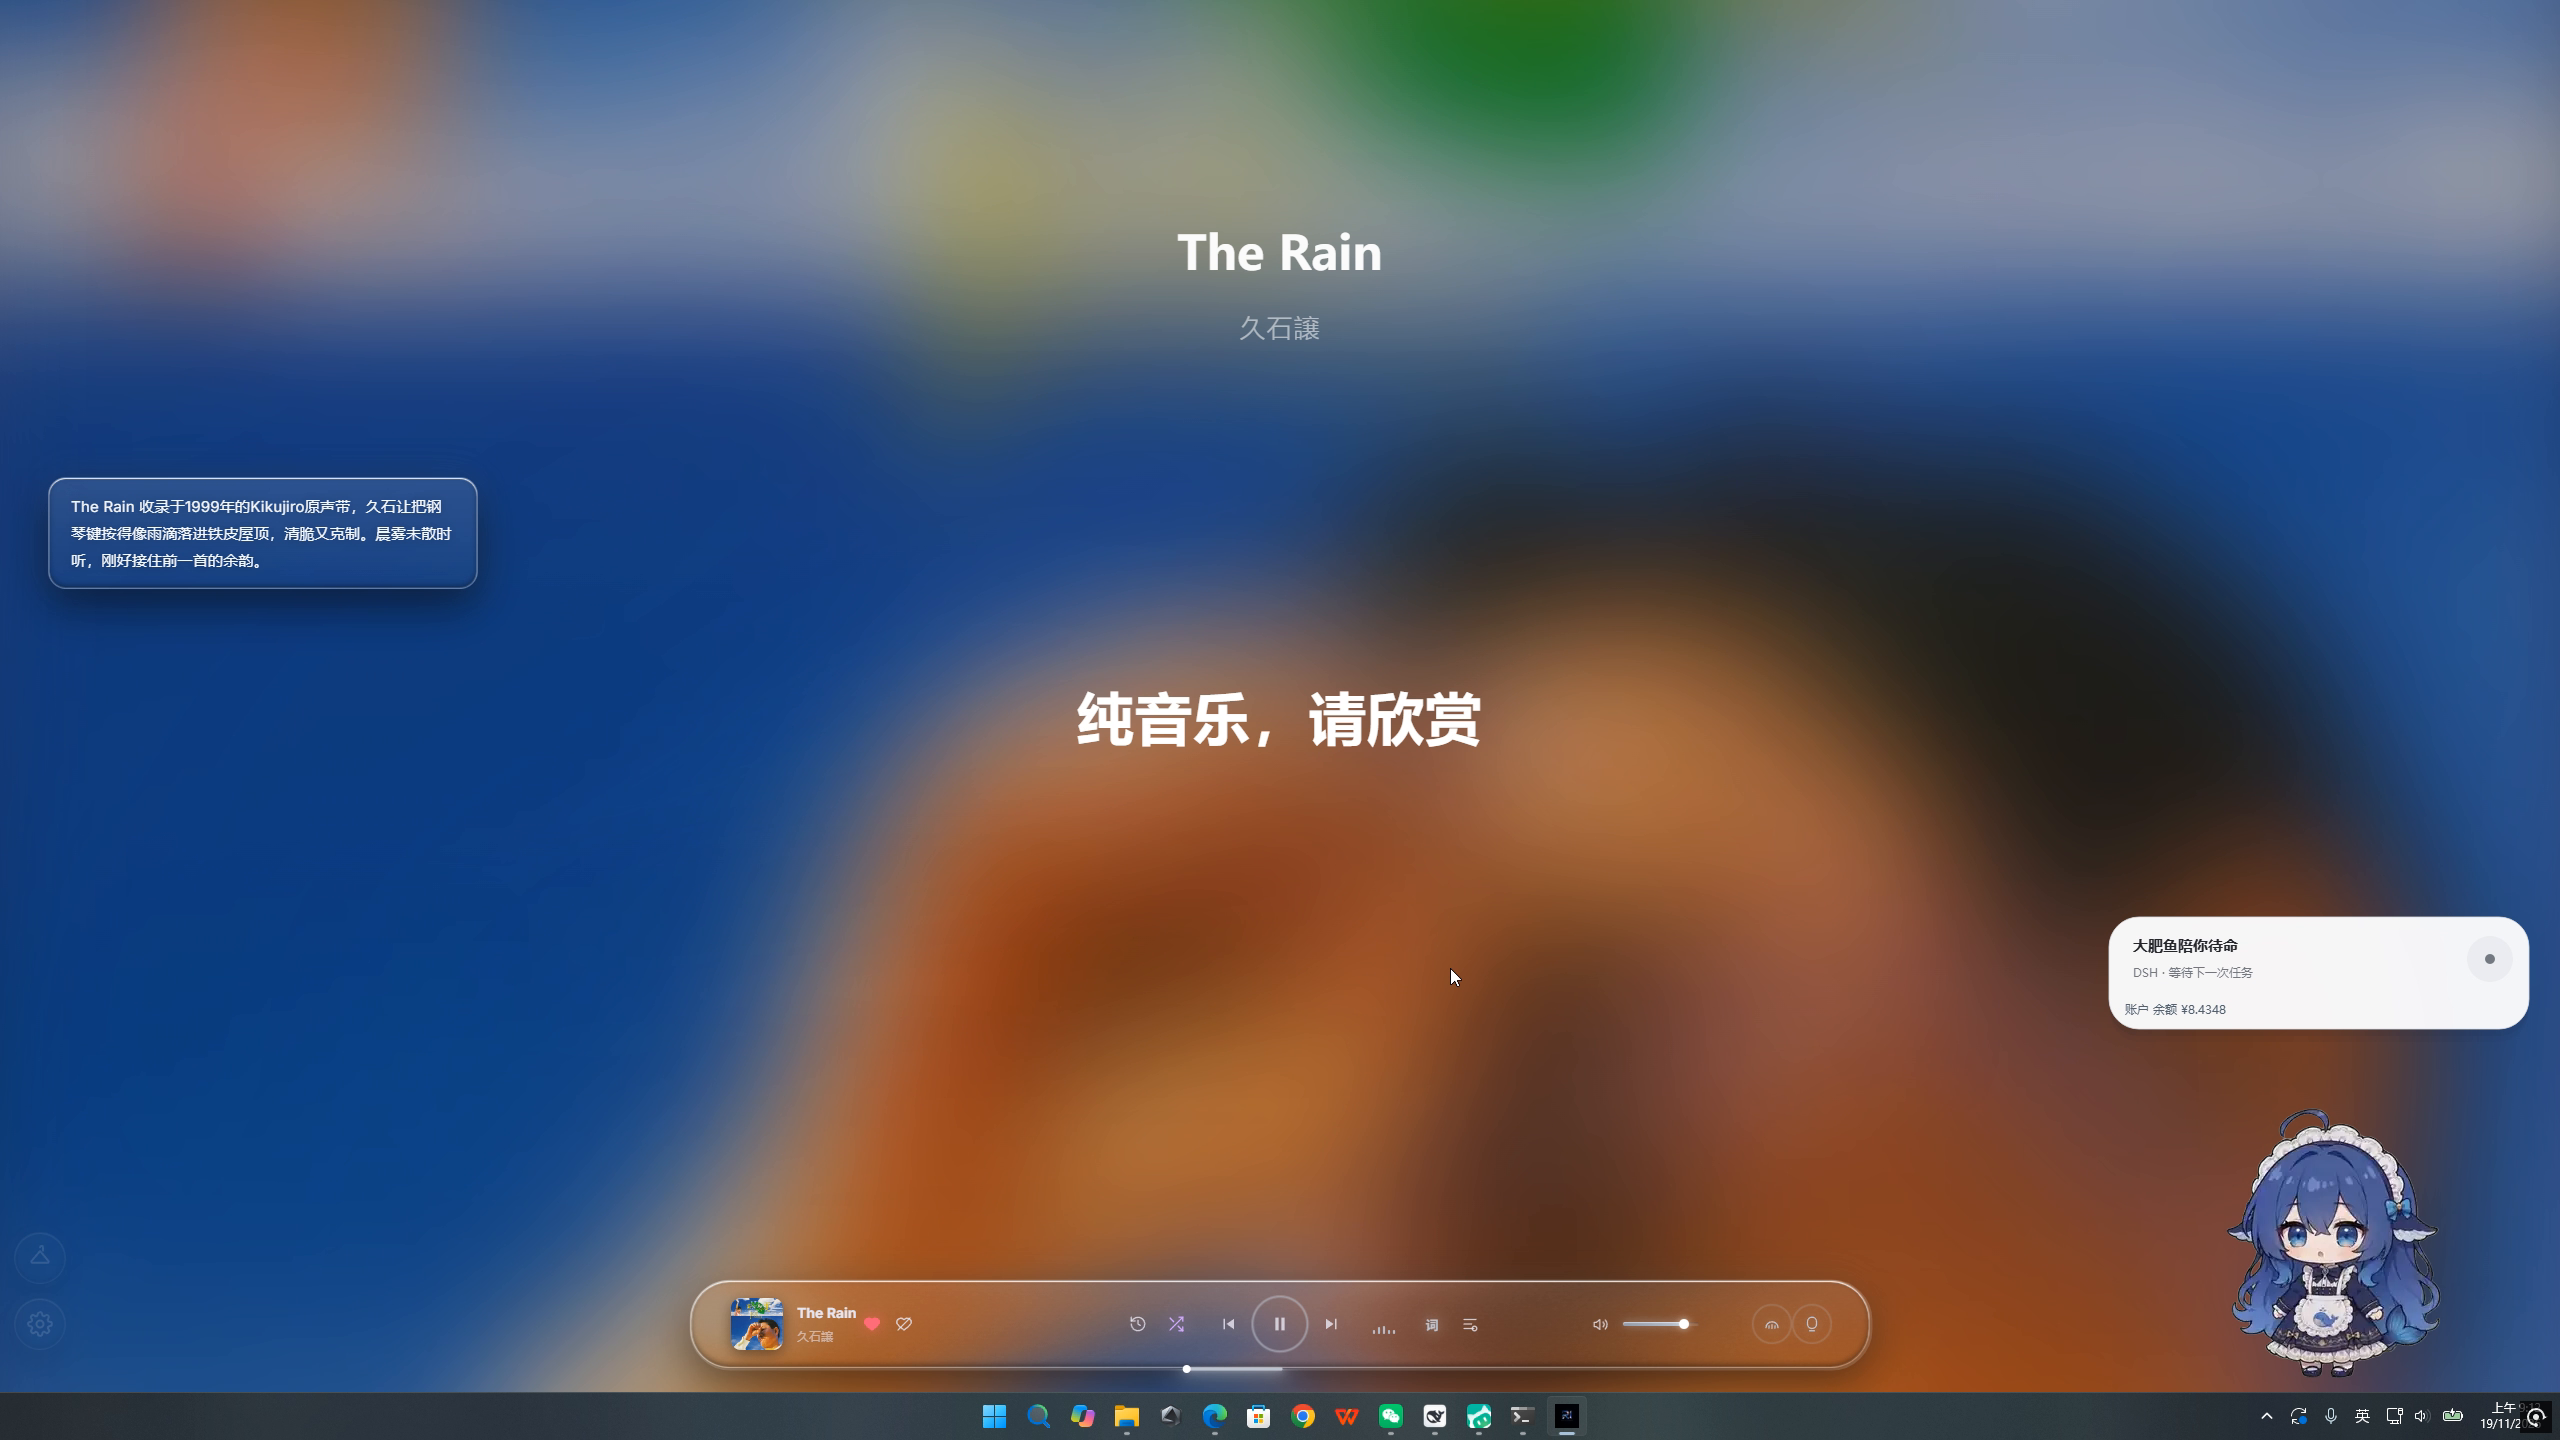 The Rain
久石譲
The Rain 收录于1999年的Kikujiro原声带，久石让把钢
琴键按得像雨滴落进铁皮屋顶，清脆又克制。晨雾未散时
听，刚好接住前一首的余韵。
纯音乐，请欣赏
大肥鱼陪你待命
DSH · 等待下一次任务
账户 余额 ¥8.4348
The Rain
久石譲
词
英
上午
19/11/2